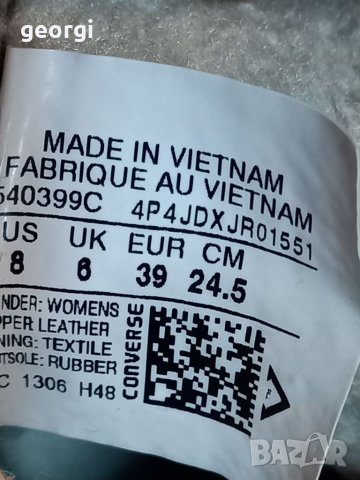 georgi
MADE IN VIETNAM
FABRIQUE AU VIETNAM
540399C 4P4JDXJR01551
US UK EUR CM
8 6 39 24.5
NDER: WOMENS
PPER LEATHER
NING: TEXTILE
TSOLE: RUBBER
C 1306 H48
CONVERSE
BAZAR